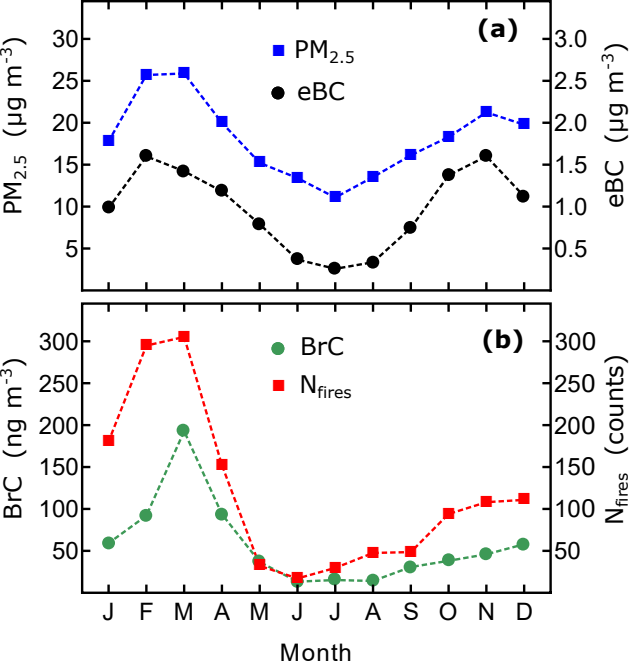 (a)
PM2.5
eBC
30
25
20
15
10
5
PM2.5 (µg m-3)
3.0
2.5
2.0
1.5
1.0
0.5
eBC (µg m-3)
(b)
BrC
Nfires
300
250
200
150
100
50
BrC (ng m-3)
300
250
200
150
100
50
Nfires (counts)
J F M A M J J A S O N D
Month